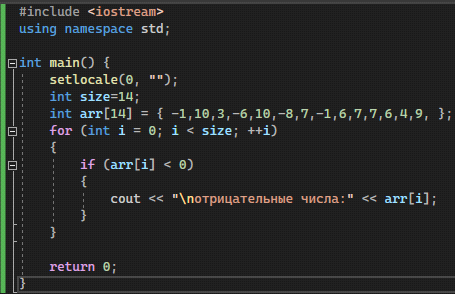 #include <iostream>
using namespace std;
int main() {
setlocale(0, "");
int size=14;
int arr[14] = { -1,10,3,-6,10,-8,7,-1,6,7,7,6,4,9, };
for (int i = 0; i < size; ++i)
{
if (arr[i] < 0)
{
cout << "\nотрицательные числа:" << arr[i];
}
}
return 0;
}